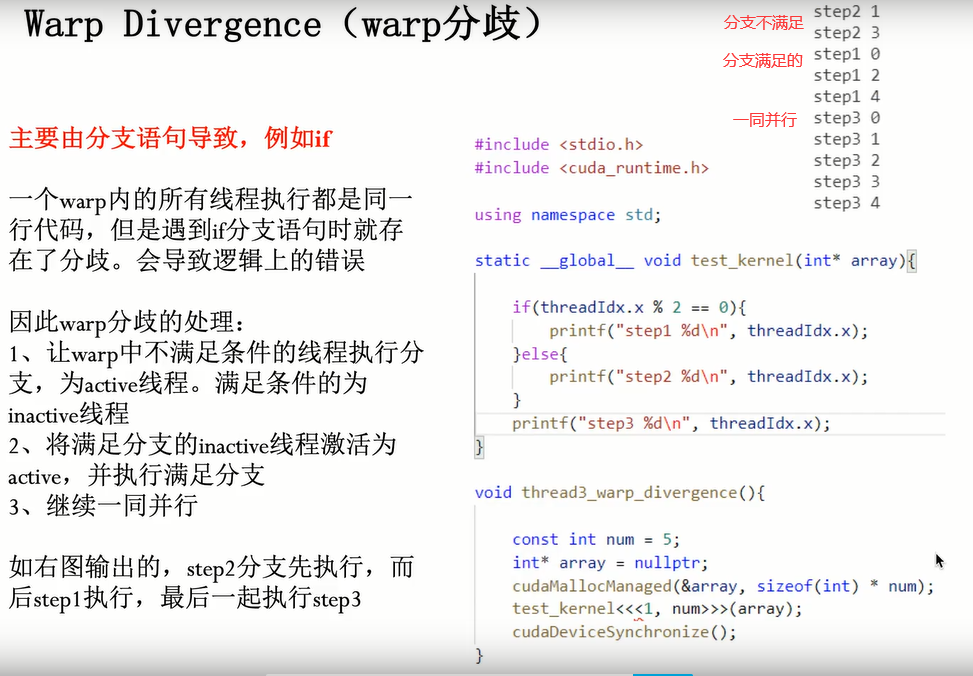 Warp Divergence（warp分歧）
主要由分支语句导致，例如if
一个warp内的所有线程执行都是同一
行代码，但是遇到if分支语句时就存
在了分歧。会导致逻辑上的错误
因此warp分歧的处理：
1、让warp中不满足条件的线程执行分
支，为active线程。满足条件的为
inactive线程
2、将满足分支的inactive线程激活为
active，并执行满足分支
3、继续一同并行
如右图输出的，step2分支先执行，而
后step1执行，最后一起执行step3
分支不满足
分支满足的
一同并行
step2 1
step2 3
step1 0
step1 2
step1 4
step3 0
step3 1
step3 2
step3 3
step3 4
#include <stdio.h>
#include <cuda_runtime.h>
using namespace std;
static __global__ void test_kernel(int* array){
if(threadIdx.x % 2 == 0){
printf("step1 %d\n", threadIdx.x);
}else{
printf("step2 %d\n", threadIdx.x);
}
printf("step3 %d\n", threadIdx.x);
}
void thread3_warp_divergence(){
const int num = 5;
int* array = nullptr;
cudaMallocManaged(&array, sizeof(int) * num);
test_kernel<<<1, num>>>(array);
cudaDeviceSynchronize();
}